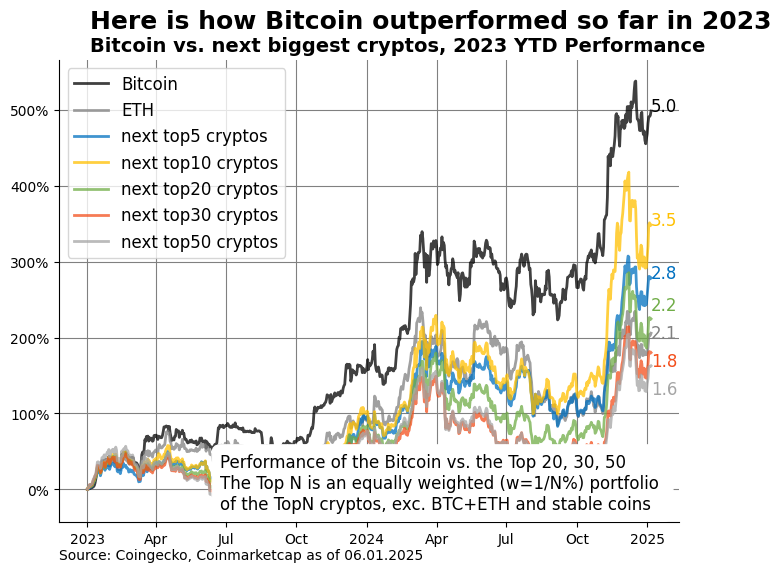 Here is how Bitcoin outperformed so far in 2023
Bitcoin vs. next biggest cryptos, 2023 YTD Performance
Bitcoin
ETH
next top5 cryptos
next top10 cryptos
next top20 cryptos
next top30 cryptos
next top50 cryptos
500%
400%
300%
200%
100%
0%
5.0
3.5
2.8
2.2
2.1
1.8
1.6
Performance of the Bitcoin vs. the Top 20, 30, 50
The Top N is an equally weighted (w=1/N%) portfolio
of the TopN cryptos, exc. BTC+ETH and stable coins
2023 Apr Jul Oct 2024 Apr Jul Oct 2025
Source: Coingecko, Coinmarketcap as of 06.01.2025